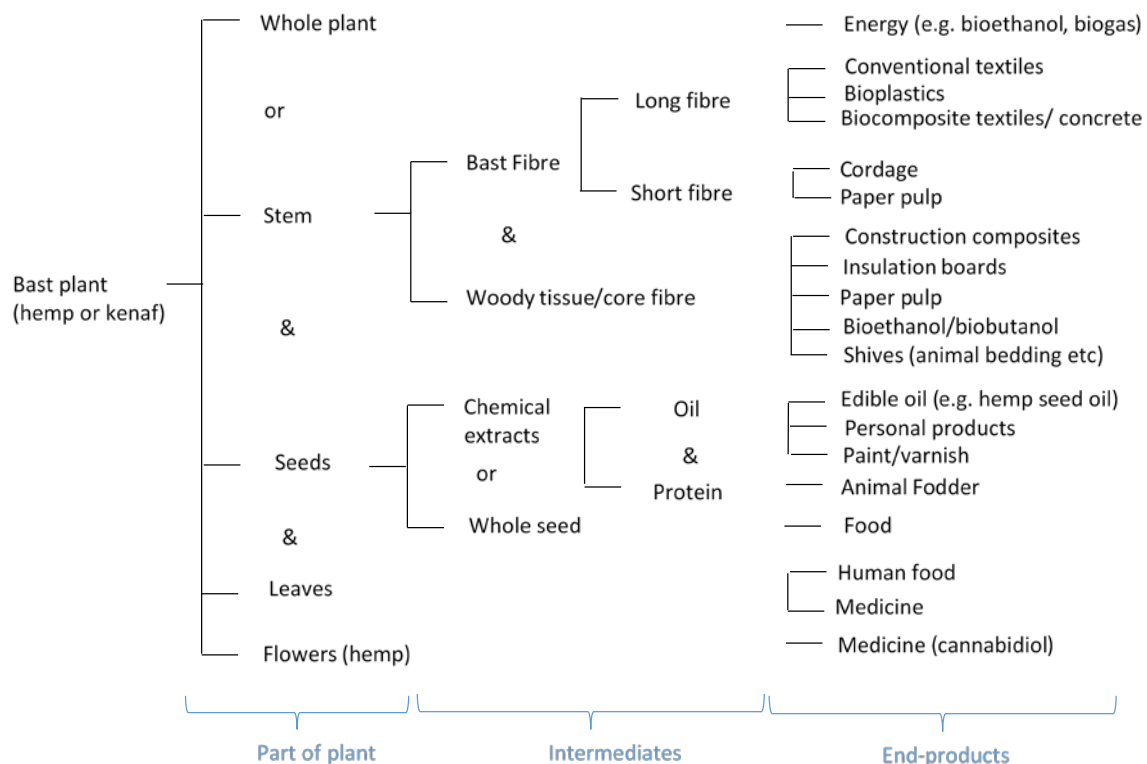 Whole plant
Energy (e.g. bioethanol, biogas)
Conventional textiles
or
Long fibre
Bioplastics
Biocomposite textiles/ concrete
Bast Fibre
Cordage
Stem
Short fibre
Paper pulp
&
Construction composites
Bast plant
(hemp or kenaf)
Insulation boards
Woody tissue/core fibre
Paper pulp
&
Bioethanol/biobutanol
Shives (animal bedding etc)
Chemical
extracts
Oil
Edible oil (e.g. hemp seed oil)
Personal products
Seeds
or
&
Paint/varnish
Protein
Animal Fodder
&
Whole seed
Food
Leaves
Human food
Medicine
Flowers (hemp)
Medicine (cannabidiol)
Part of plant
Intermediates
End-products